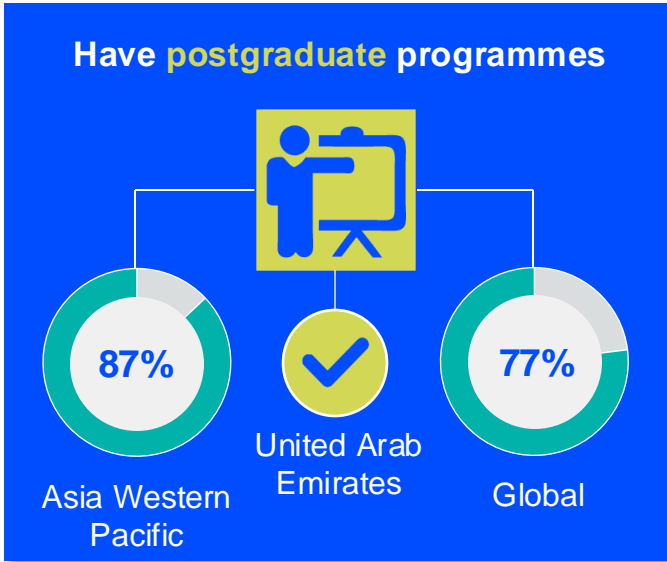 Have postgraduate programmes
87%
77%
United Arab
Emirates
Asia Western
Pacific
Global